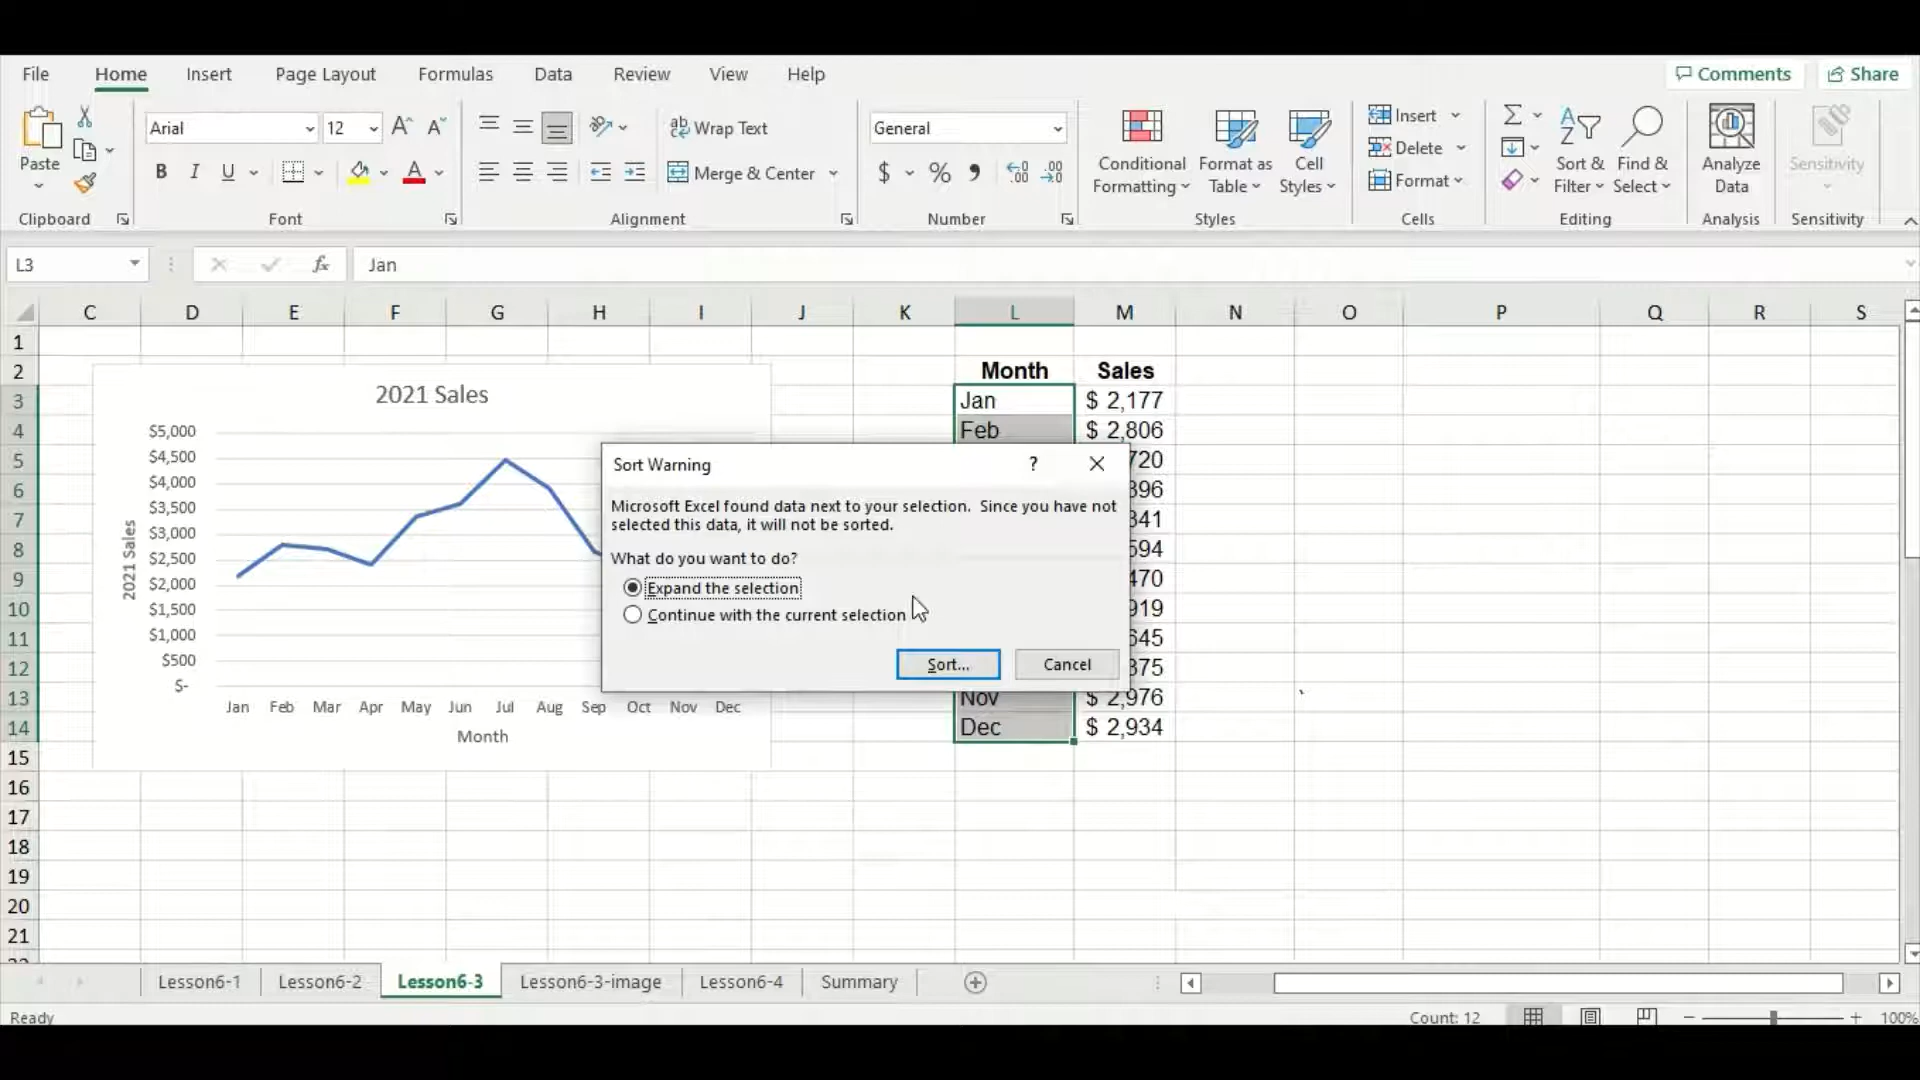 File Home Insert Page Layout Formulas Data Review View Help Comments Share
Arial 12 Wrap Text General Insert
Paste B I U Merge & Center $ % Conditional Formatting Format as Table Cell Styles Delete Format Sort & Filter Find & Select Analyze Data Sensitivity
Clipboard Font Alignment Number Styles Cells Editing Analysis Sensitivity
L3 fx Jan
C D E F G H I J K L M N O P Q R S
1
2 Month Sales
3 Jan $ 2,177
4 Feb $ 2,806
5 720
6 396
7 341
8 594
9 470
10 919
11 645
12 375
13 Nov $ 2,976
14 Dec $ 2,934
15
16
17
18
19
20
21
2021 Sales
$5,000
$4,500
$4,000
$3,500
$3,000
$2,500
$2,000
$1,500
$1,000
$500
$-
2021 Sales
Jan Feb Mar Apr May Jun Jul Aug Sep Oct Nov Dec
Month
Sort Warning ?
Microsoft Excel found data next to your selection. Since you have not
selected this data, it will not be sorted.
What do you want to do?
Expand the selection
Continue with the current selection
Sort... Cancel
Lesson6-1 Lesson6-2 Lesson6-3 Lesson6-3-image Lesson6-4 Summary
Ready Count: 12 100%